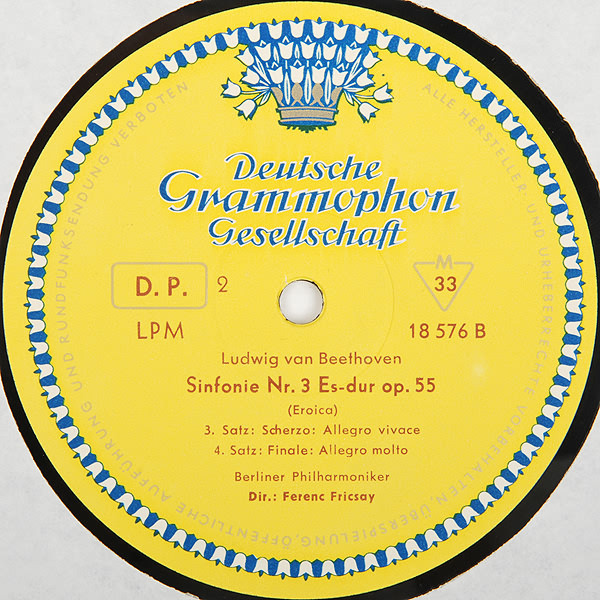 Deutsche
Grammophon
Gesellschaft
D. P. 2
M
33
LPM
18 576 B
Ludwig van Beethoven
Sinfonie Nr. 3 Es-dur op. 55
(Eroica)
3. Satz: Scherzo: Allegro vivace
4. Satz: Finale: Allegro molto
Berliner Philharmoniker
Dir.: Ferenc Fricsay
ALLE HERSTELLER- UND URHEBERRECHTE VORBEHALTEN, ÜBERSPIELUNG, ÖFFENTLICHE AUFFÜHRUNG UND RUNDFUNKSENDUNG VERBOTEN